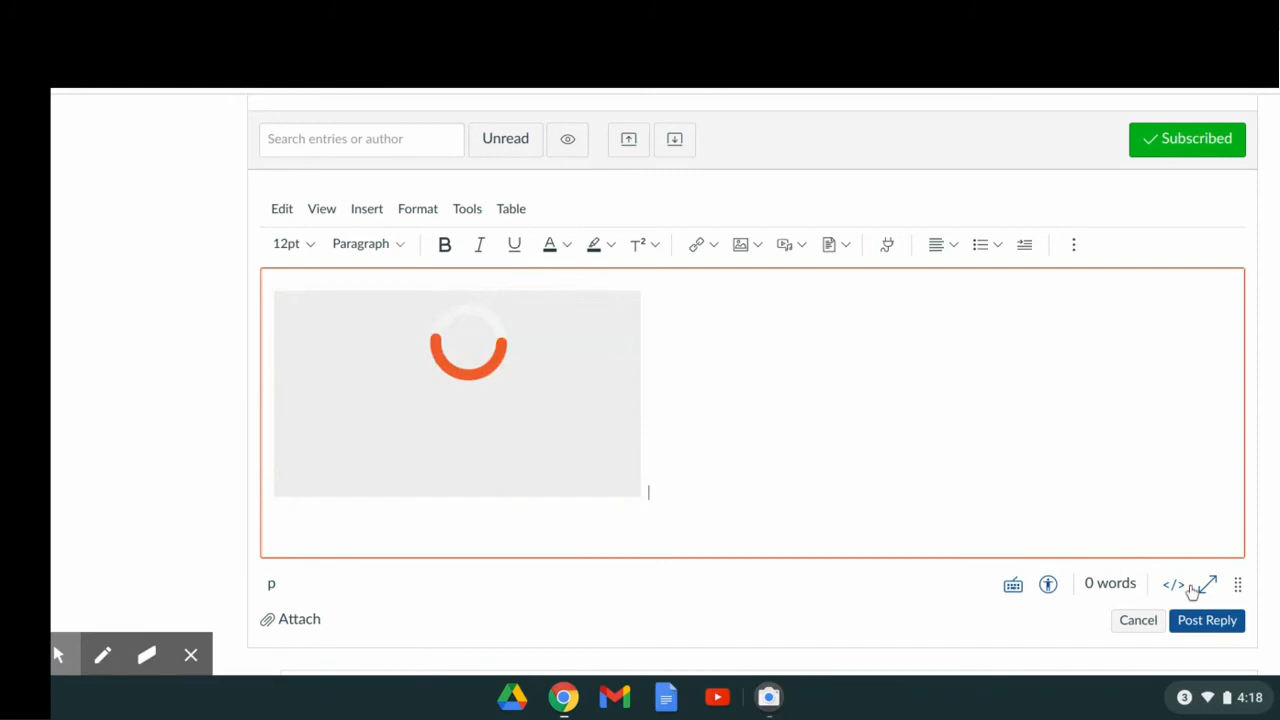 Search entries or author Unread Subscribed
Edit View Insert Format Tools Table
12pt Paragraph B I U A T²
p 0 words </>
Attach Cancel Post Reply
3 4:18